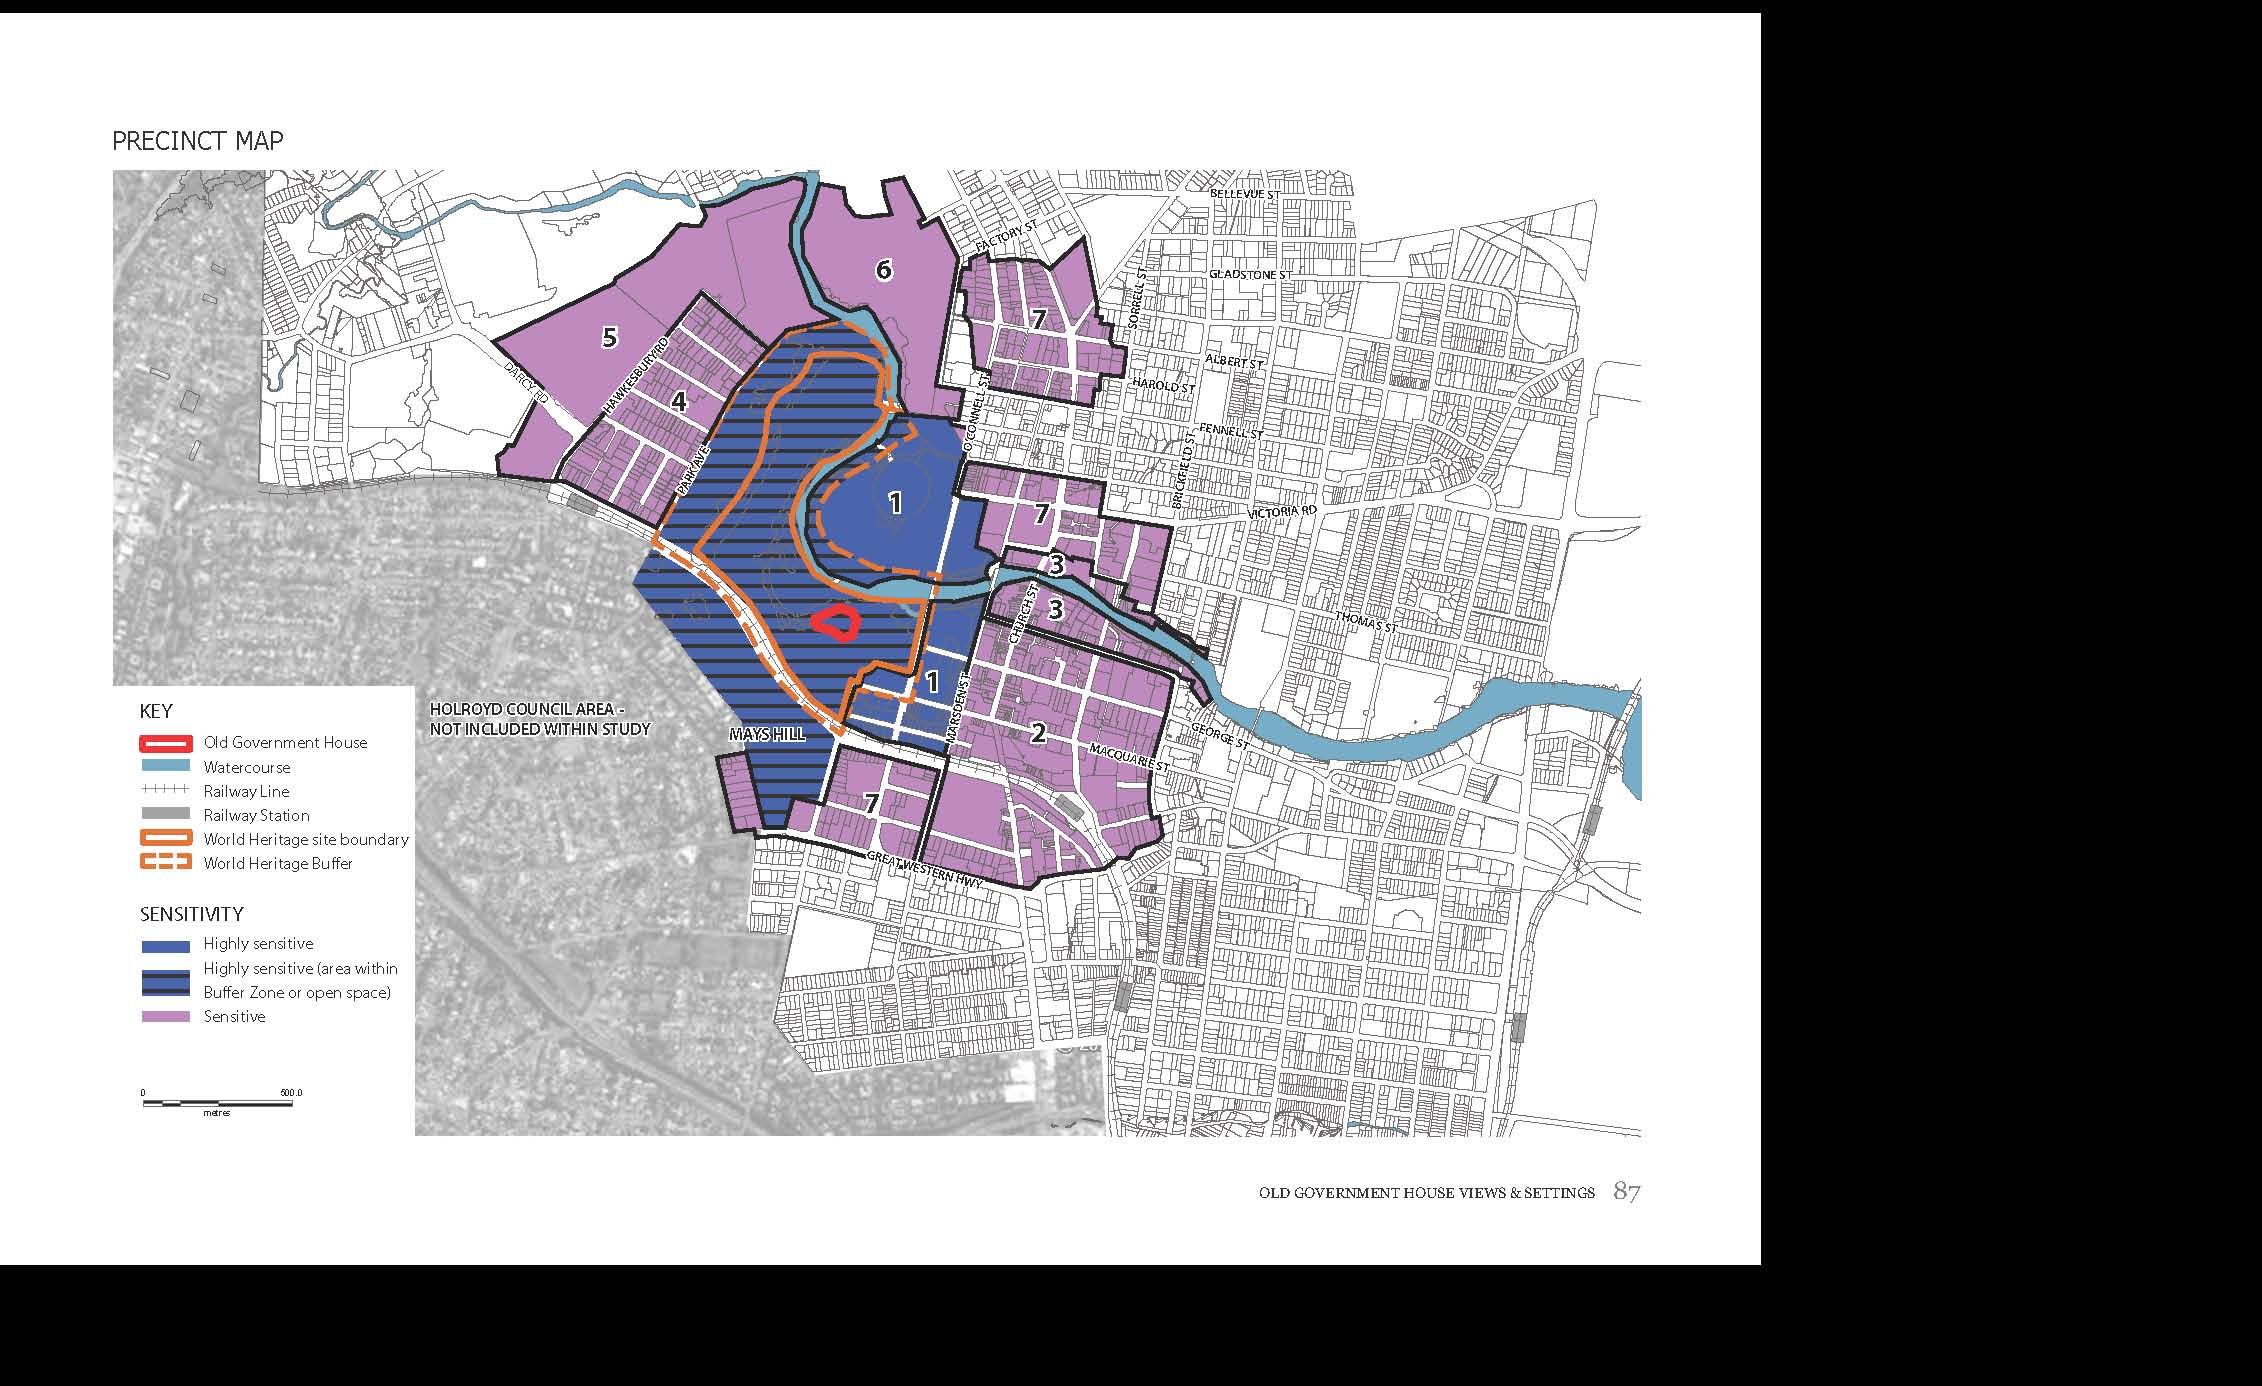 PRECINCT MAP
BELLEVUE ST
FACTORY ST
6
GLADSTONE ST
SORRELL ST
7
5
HAWKESBURY RD
DARCY RD
ALBERT ST
HAROLD ST
4
O'CONNELL ST
FENNELL ST
BRICKFIELD ST
PARK AVE
1
7
VICTORIA RD
3
3
CHURCH ST
THOMAS ST
1
MARSDEN ST
2
GEORGE ST
MACQUARIE ST
HOLROYD COUNCIL AREA -
NOT INCLUDED WITHIN STUDY
MAYS HILL
7
GREAT WESTERN HWY
KEY
Old Government House
Watercourse
Railway Line
Railway Station
World Heritage site boundary
World Heritage Buffer
SENSITIVITY
Highly sensitive
Highly sensitive (area within
Buffer Zone or open space)
Sensitive
0 500.0
metres
OLD GOVERNMENT HOUSE VIEWS & SETTINGS 87